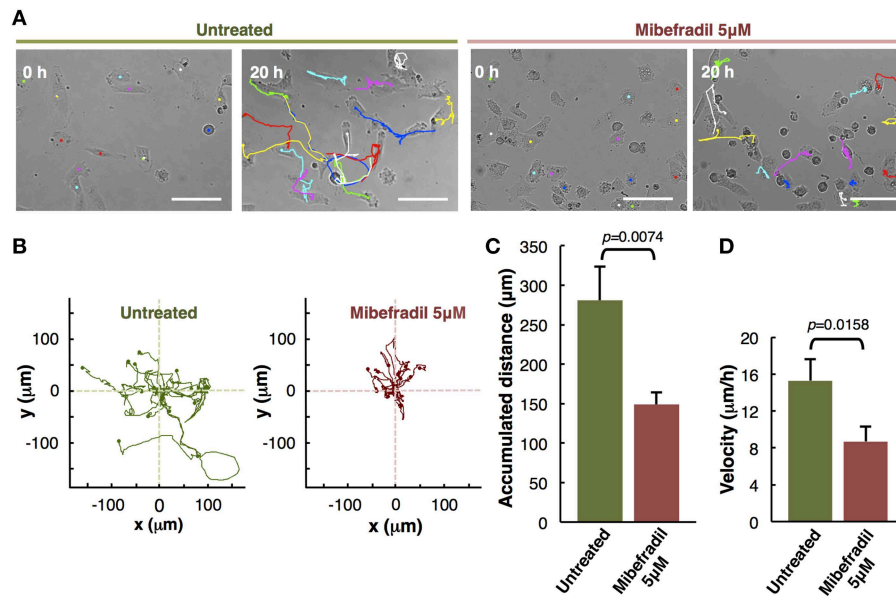 A
Untreated
Mibefradil 5µM
0 h
20 h
0 h
20 h
B
Untreated
Mibefradil 5µM
y (µm)
100
0
-100
-100 0 100
x (µm)
y (µm)
100
0
-100
-100 0 100
x (µm)
C
p=0.0074
Accumulated distance (µm)
350
300
250
200
150
100
50
0
Untreated
Mibefradil
5µM
D
p=0.0158
Velocity (µm/h)
20
16
12
8
4
0
Untreated
Mibefradil
5µM